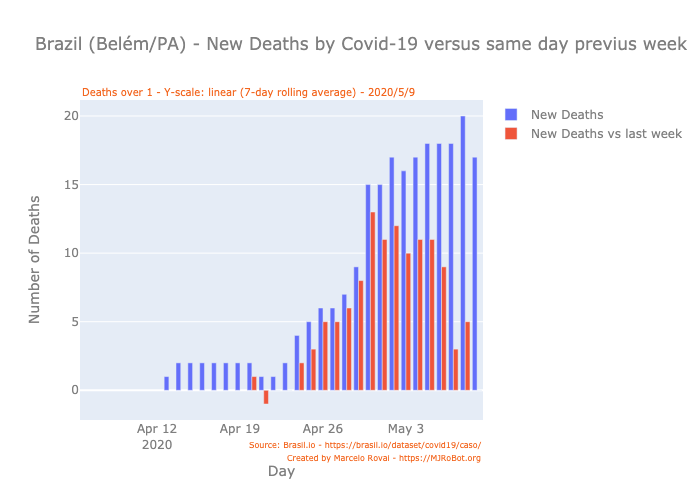 Brazil (Belém/PA) - New Deaths by Covid-19 versus same day previus week
Deaths over 1 - Y-scale: linear (7-day rolling average) - 2020/5/9
New Deaths
New Deaths vs last week
Number of Deaths
20
15
10
5
0
Apr 12
2020
Apr 19
Apr 26
May 3
Source: Brasil.io - https://brasil.io/dataset/covid19/caso/
Created by Marcelo Rovai - https://MJRoBot.org
Day